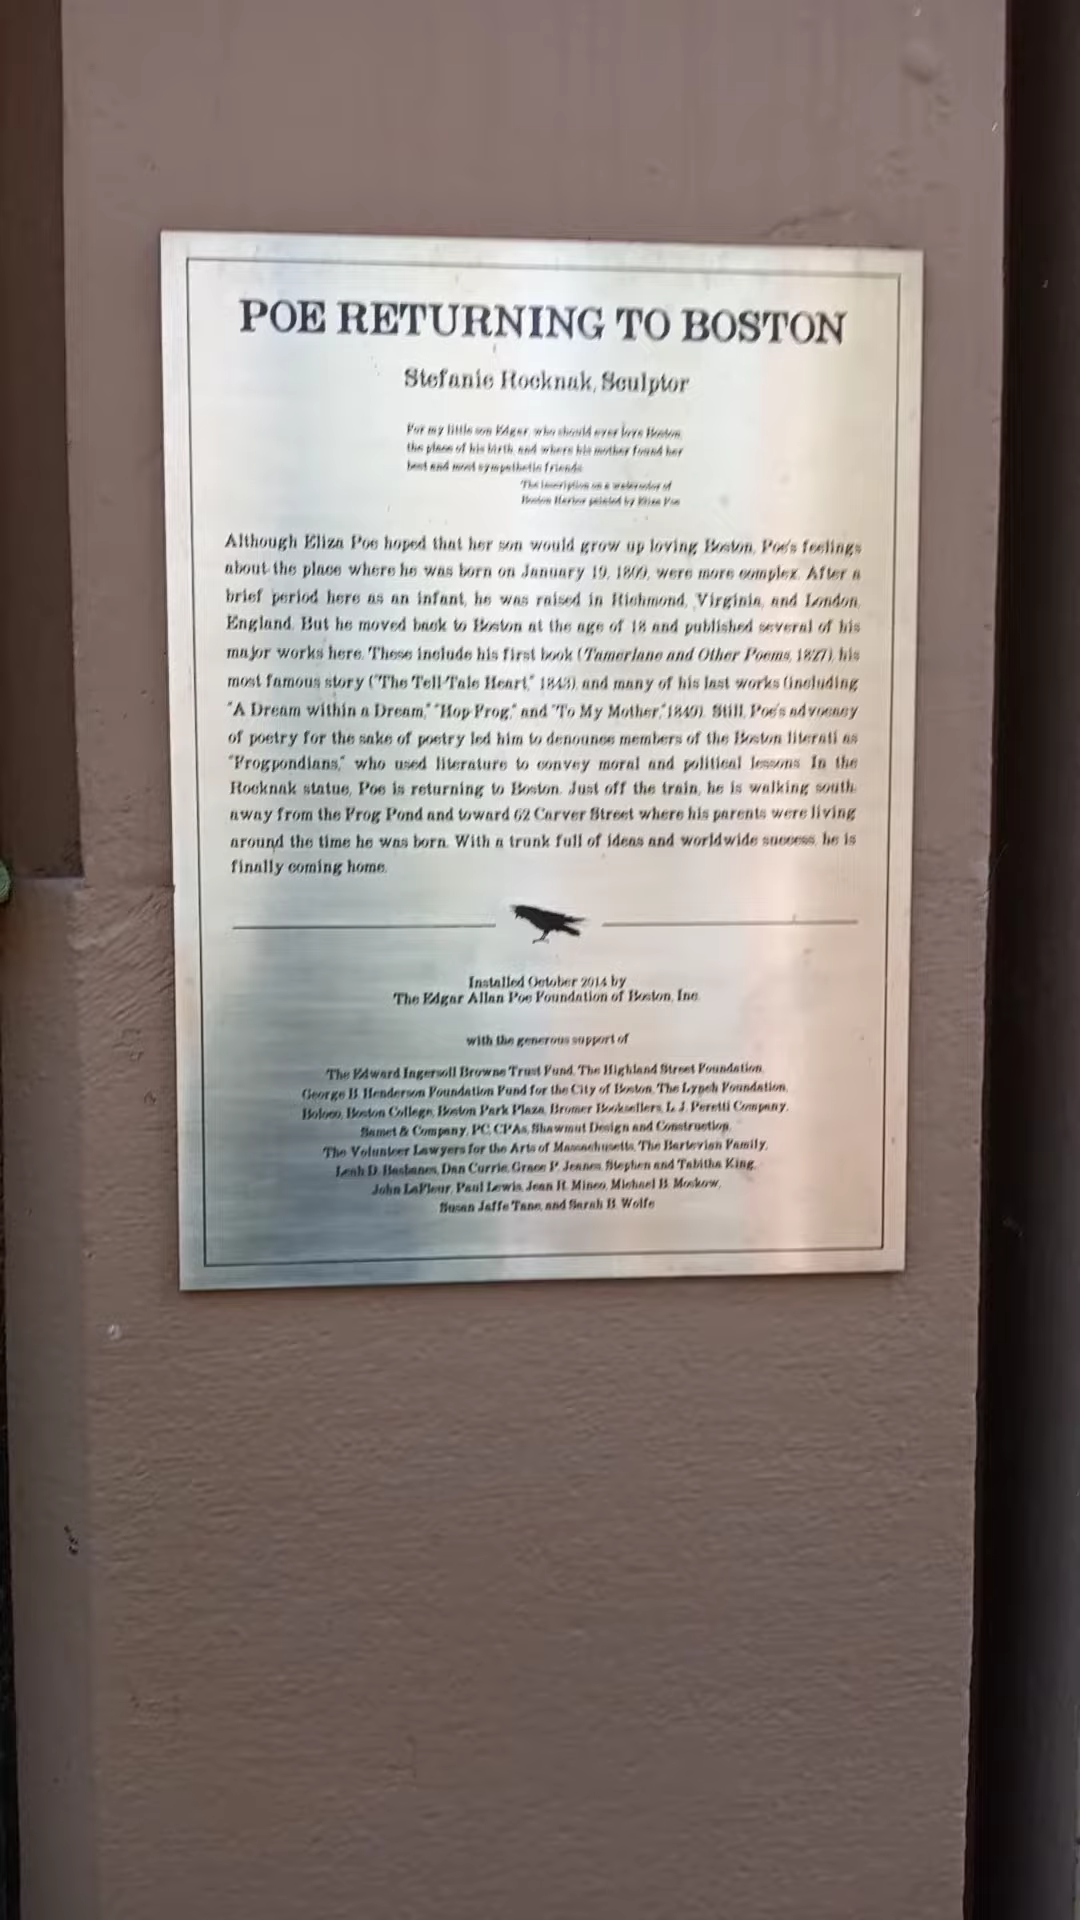 POE RETURNING TO BOSTON
Stefanie Rocknak, Sculptor
For my little son Edgar, who should ever love Boston,
the place of his birth, and where his mother found her
best and most sympathetic friends.
The inscription on a watercolor of
Boston Harbor painted by Eliza Poe
Although Eliza Poe hoped that her son would grow up loving Boston, Poe's feelings
about the place where he was born on January 19, 1809, were more complex. After a
brief period here as an infant, he was raised in Richmond, Virginia, and London,
England. But he moved back to Boston at the age of 18 and published several of his
major works here. These include his first book (Tamerlane and Other Poems, 1827), his
most famous story ("The Tell-Tale Heart," 1843), and many of his last works (including
"A Dream within a Dream," "Hop-Frog," and "To My Mother," 1849). Still, Poe's advocacy
of poetry for the sake of poetry led him to denounce members of the Boston literati as
"Frogpondians," who used literature to convey moral and political lessons. In the
Rocknak statue, Poe is returning to Boston. Just off the train, he is walking south,
away from the Frog Pond and toward 62 Carver Street where his parents were living
around the time he was born. With a trunk full of ideas and worldwide success, he is
finally coming home.
Installed October 2014 by
The Edgar Allan Poe Foundation of Boston, Inc.
with the generous support of
The Edward Ingersoll Browne Trust Fund, The Highland Street Foundation,
George B. Henderson Foundation Fund for the City of Boston, The Lynch Foundation,
Boloco, Boston College, Boston Park Plaza, Bromer Booksellers, L. J. Peretti Company,
Samet & Company, PC, CPAs, Shawmut Design and Construction,
The Volunteer Lawyers for the Arts of Massachusetts, The Bartevian Family,
Leah D. Basbanes, Dan Currie, Grace P. Jeanes, Stephen and Tabitha King,
John LaFleur, Paul Lewis, Jean R. Mineo, Michael B. Moskow,
Susan Jaffe Tane, and Sarah B. Wolfe